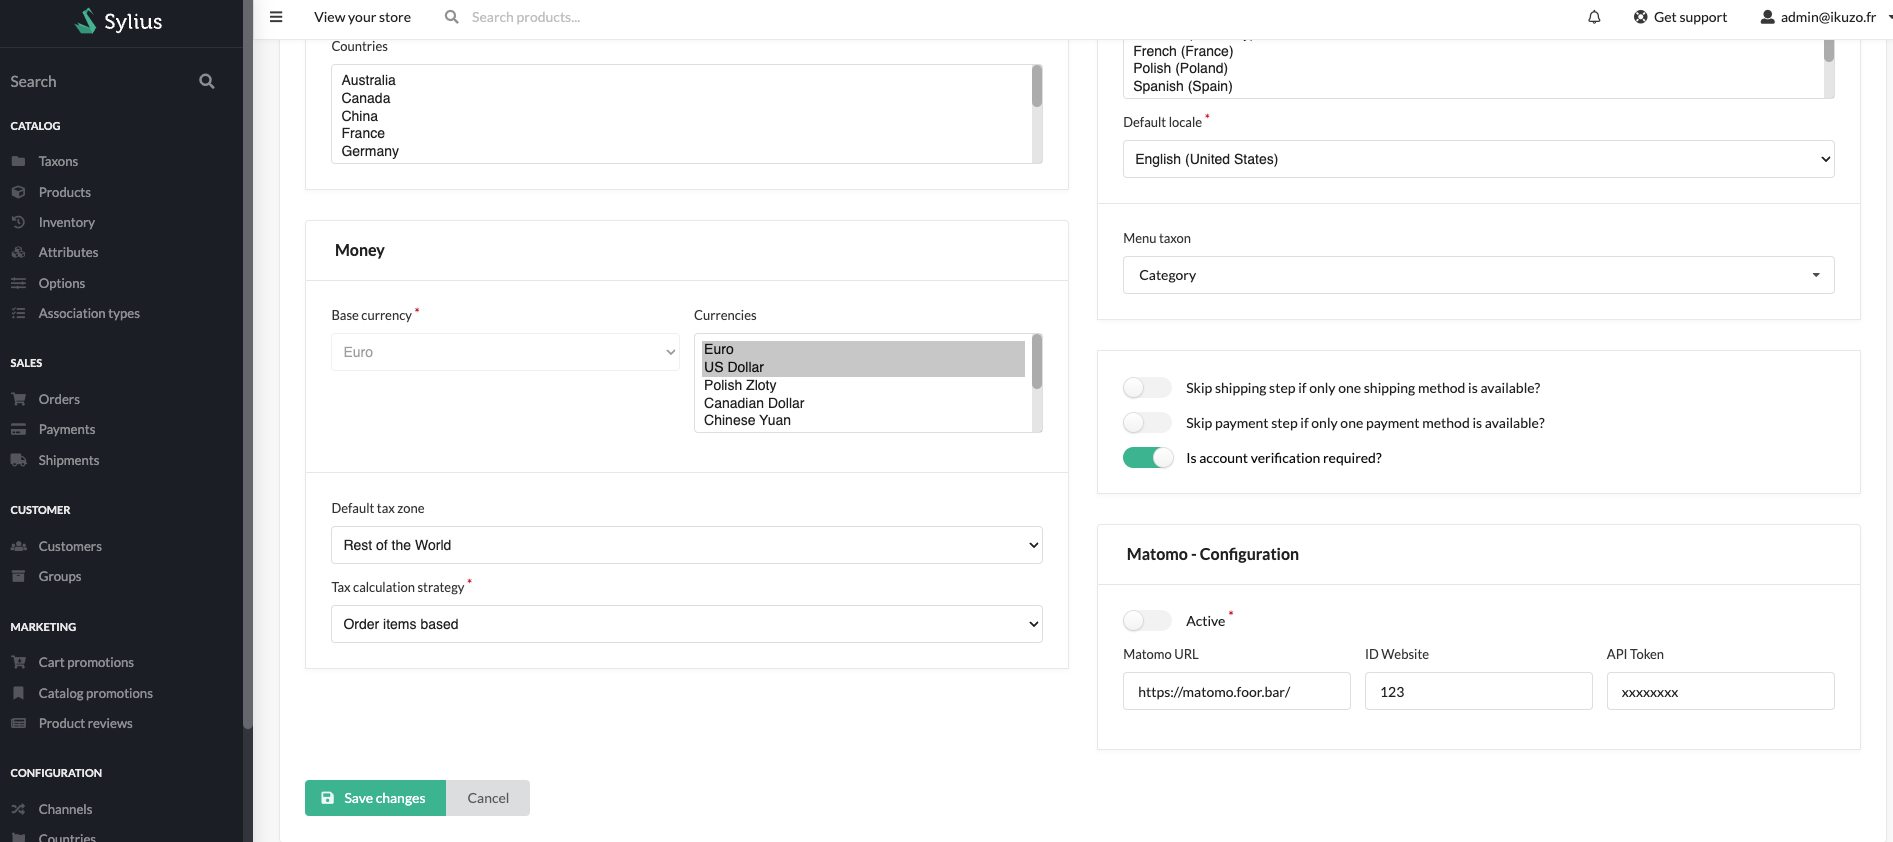 Sylius
View your store
Search products...
Get support
admin@ikuzo.fr
Search
CATALOG
Taxons
Products
Inventory
Attributes
Options
Association types
SALES
Orders
Payments
Shipments
CUSTOMER
Customers
Groups
MARKETING
Cart promotions
Catalog promotions
Product reviews
CONFIGURATION
Channels
Countries
Countries
Australia
Canada
China
France
Germany
Money
Base currency *
Euro
Currencies
Euro
US Dollar
Polish Zloty
Canadian Dollar
Chinese Yuan
Default tax zone
Rest of the World
Tax calculation strategy *
Order items based
French (France)
Polish (Poland)
Spanish (Spain)
Default locale *
English (United States)
Menu taxon
Category
Skip shipping step if only one shipping method is available?
Skip payment step if only one payment method is available?
Is account verification required?
Matomo - Configuration
Active *
Matomo URL
https://matomo.foor.bar/
ID Website
123
API Token
xxxxxxxx
Save changes
Cancel